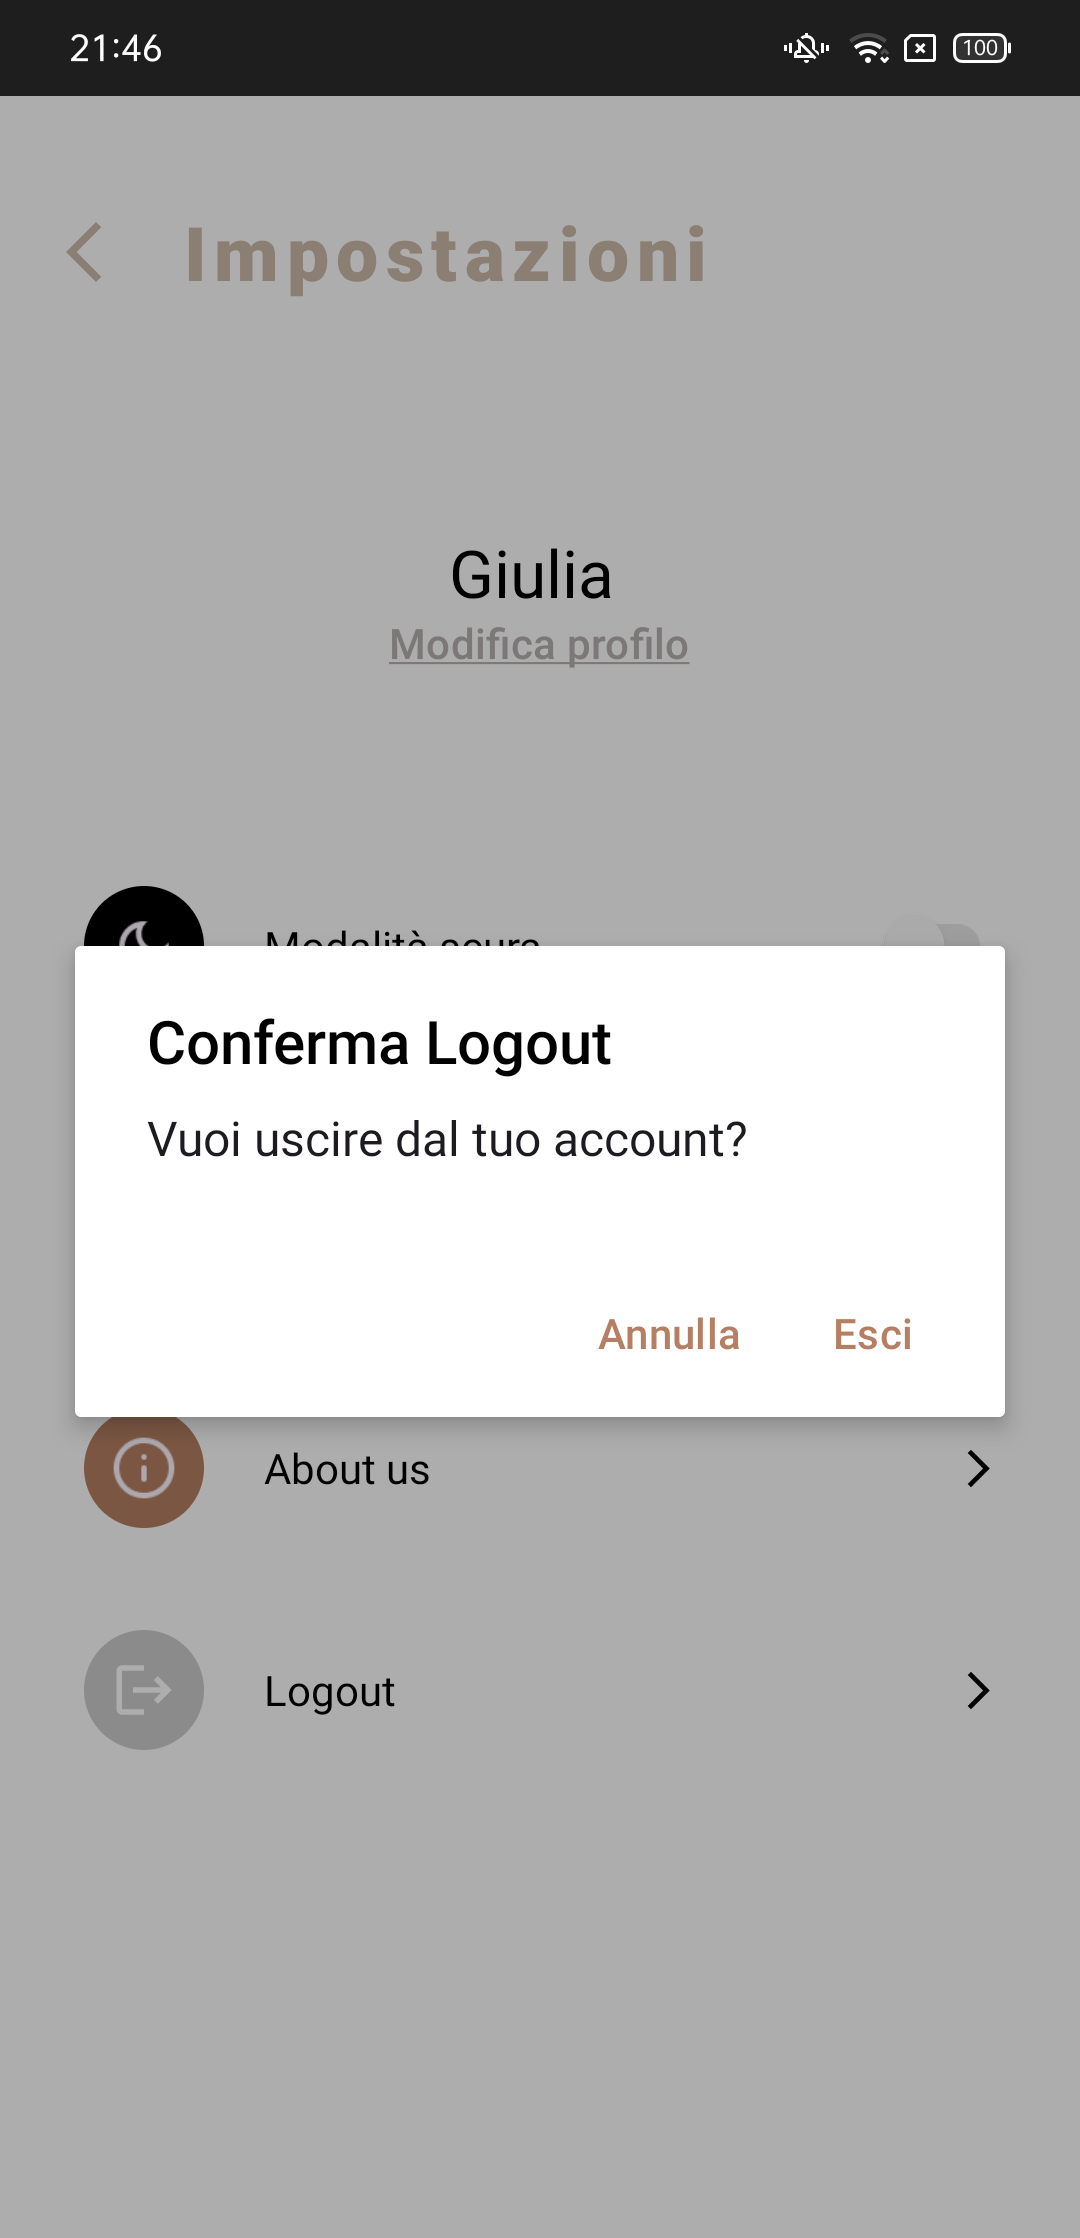 21:46
100
Impostazioni
Giulia
Modifica profilo
Modalità scura
Conferma Logout
Vuoi uscire dal tuo account?
Annulla Esci
About us
Logout